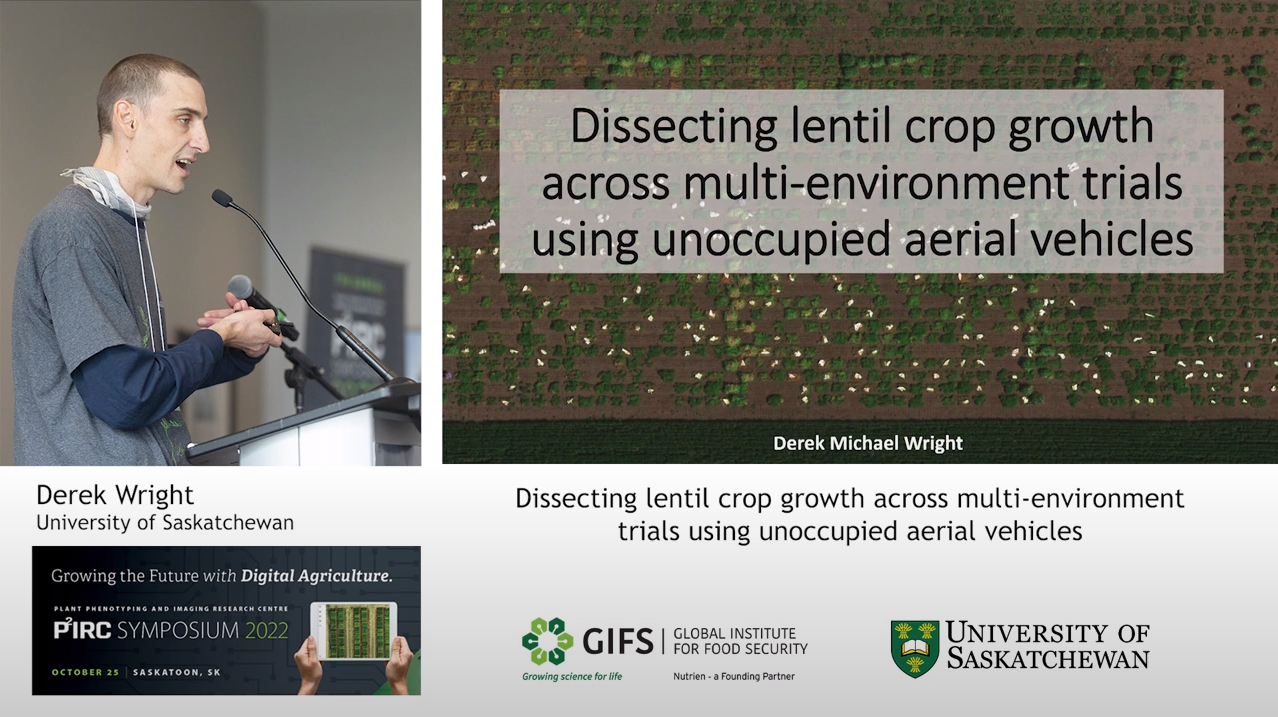 Dissecting lentil crop growth
across multi-environment trials
using unoccupied aerial vehicles
Derek Michael Wright
Derek Wright
University of Saskatchewan
Dissecting lentil crop growth across multi-environment
trials using unoccupied aerial vehicles
Growing the Future with Digital Agriculture.
PLANT PHENOTYPING AND IMAGING RESEARCH CENTRE
P²IRC SYMPOSIUM 2022
OCTOBER 25 | SASKATOON, SK
GIFS
GLOBAL INSTITUTE
FOR FOOD SECURITY
Growing science for life
Nutrien - a Founding Partner
UNIVERSITY OF
SASKATCHEWAN